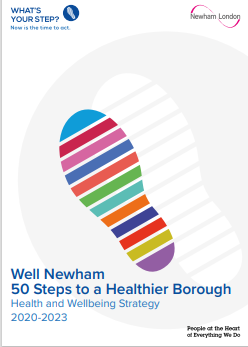 WHAT'S
YOUR STEP?
Now is the time to act.
Newham London
Well Newham
50 Steps to a Healthier Borough
Health and Wellbeing Strategy
2020-2023
People at the Heart
of Everything We Do